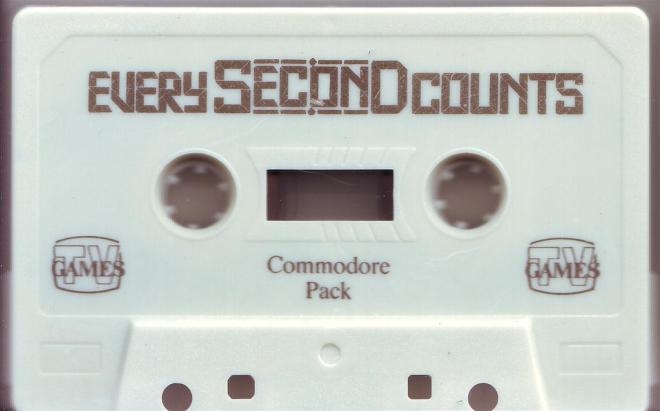 EVERY SECOND COUNTS
TV GAMES
Commodore
Pack
TV GAMES